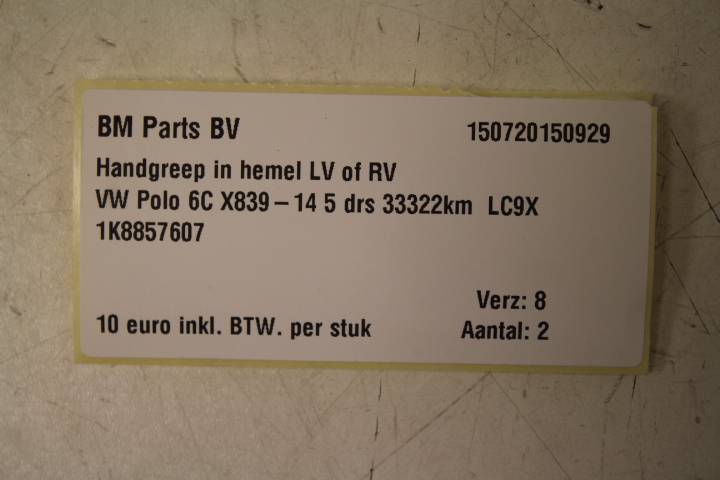 BM Parts BV 150720150929
Handgreep in hemel LV of RV
VW Polo 6C X839-14 5 drs 33322km LC9X
1K8857607
Verz: 8
10 euro inkl. BTW. per stuk Aantal: 2